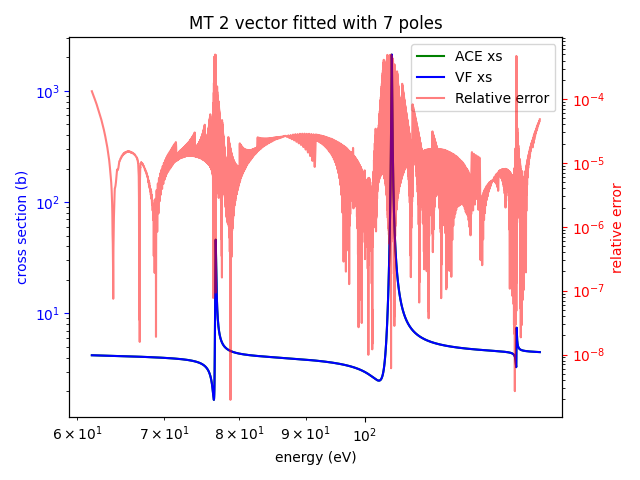 MT 2 vector fitted with 7 poles
ACE xs
VF xs
Relative error
cross section (b)
10³
10²
10¹
relative error
10⁻⁴
10⁻⁵
10⁻⁶
10⁻⁷
10⁻⁸
6 × 10¹ 7 × 10¹ 8 × 10¹ 9 × 10¹ 10²
energy (eV)